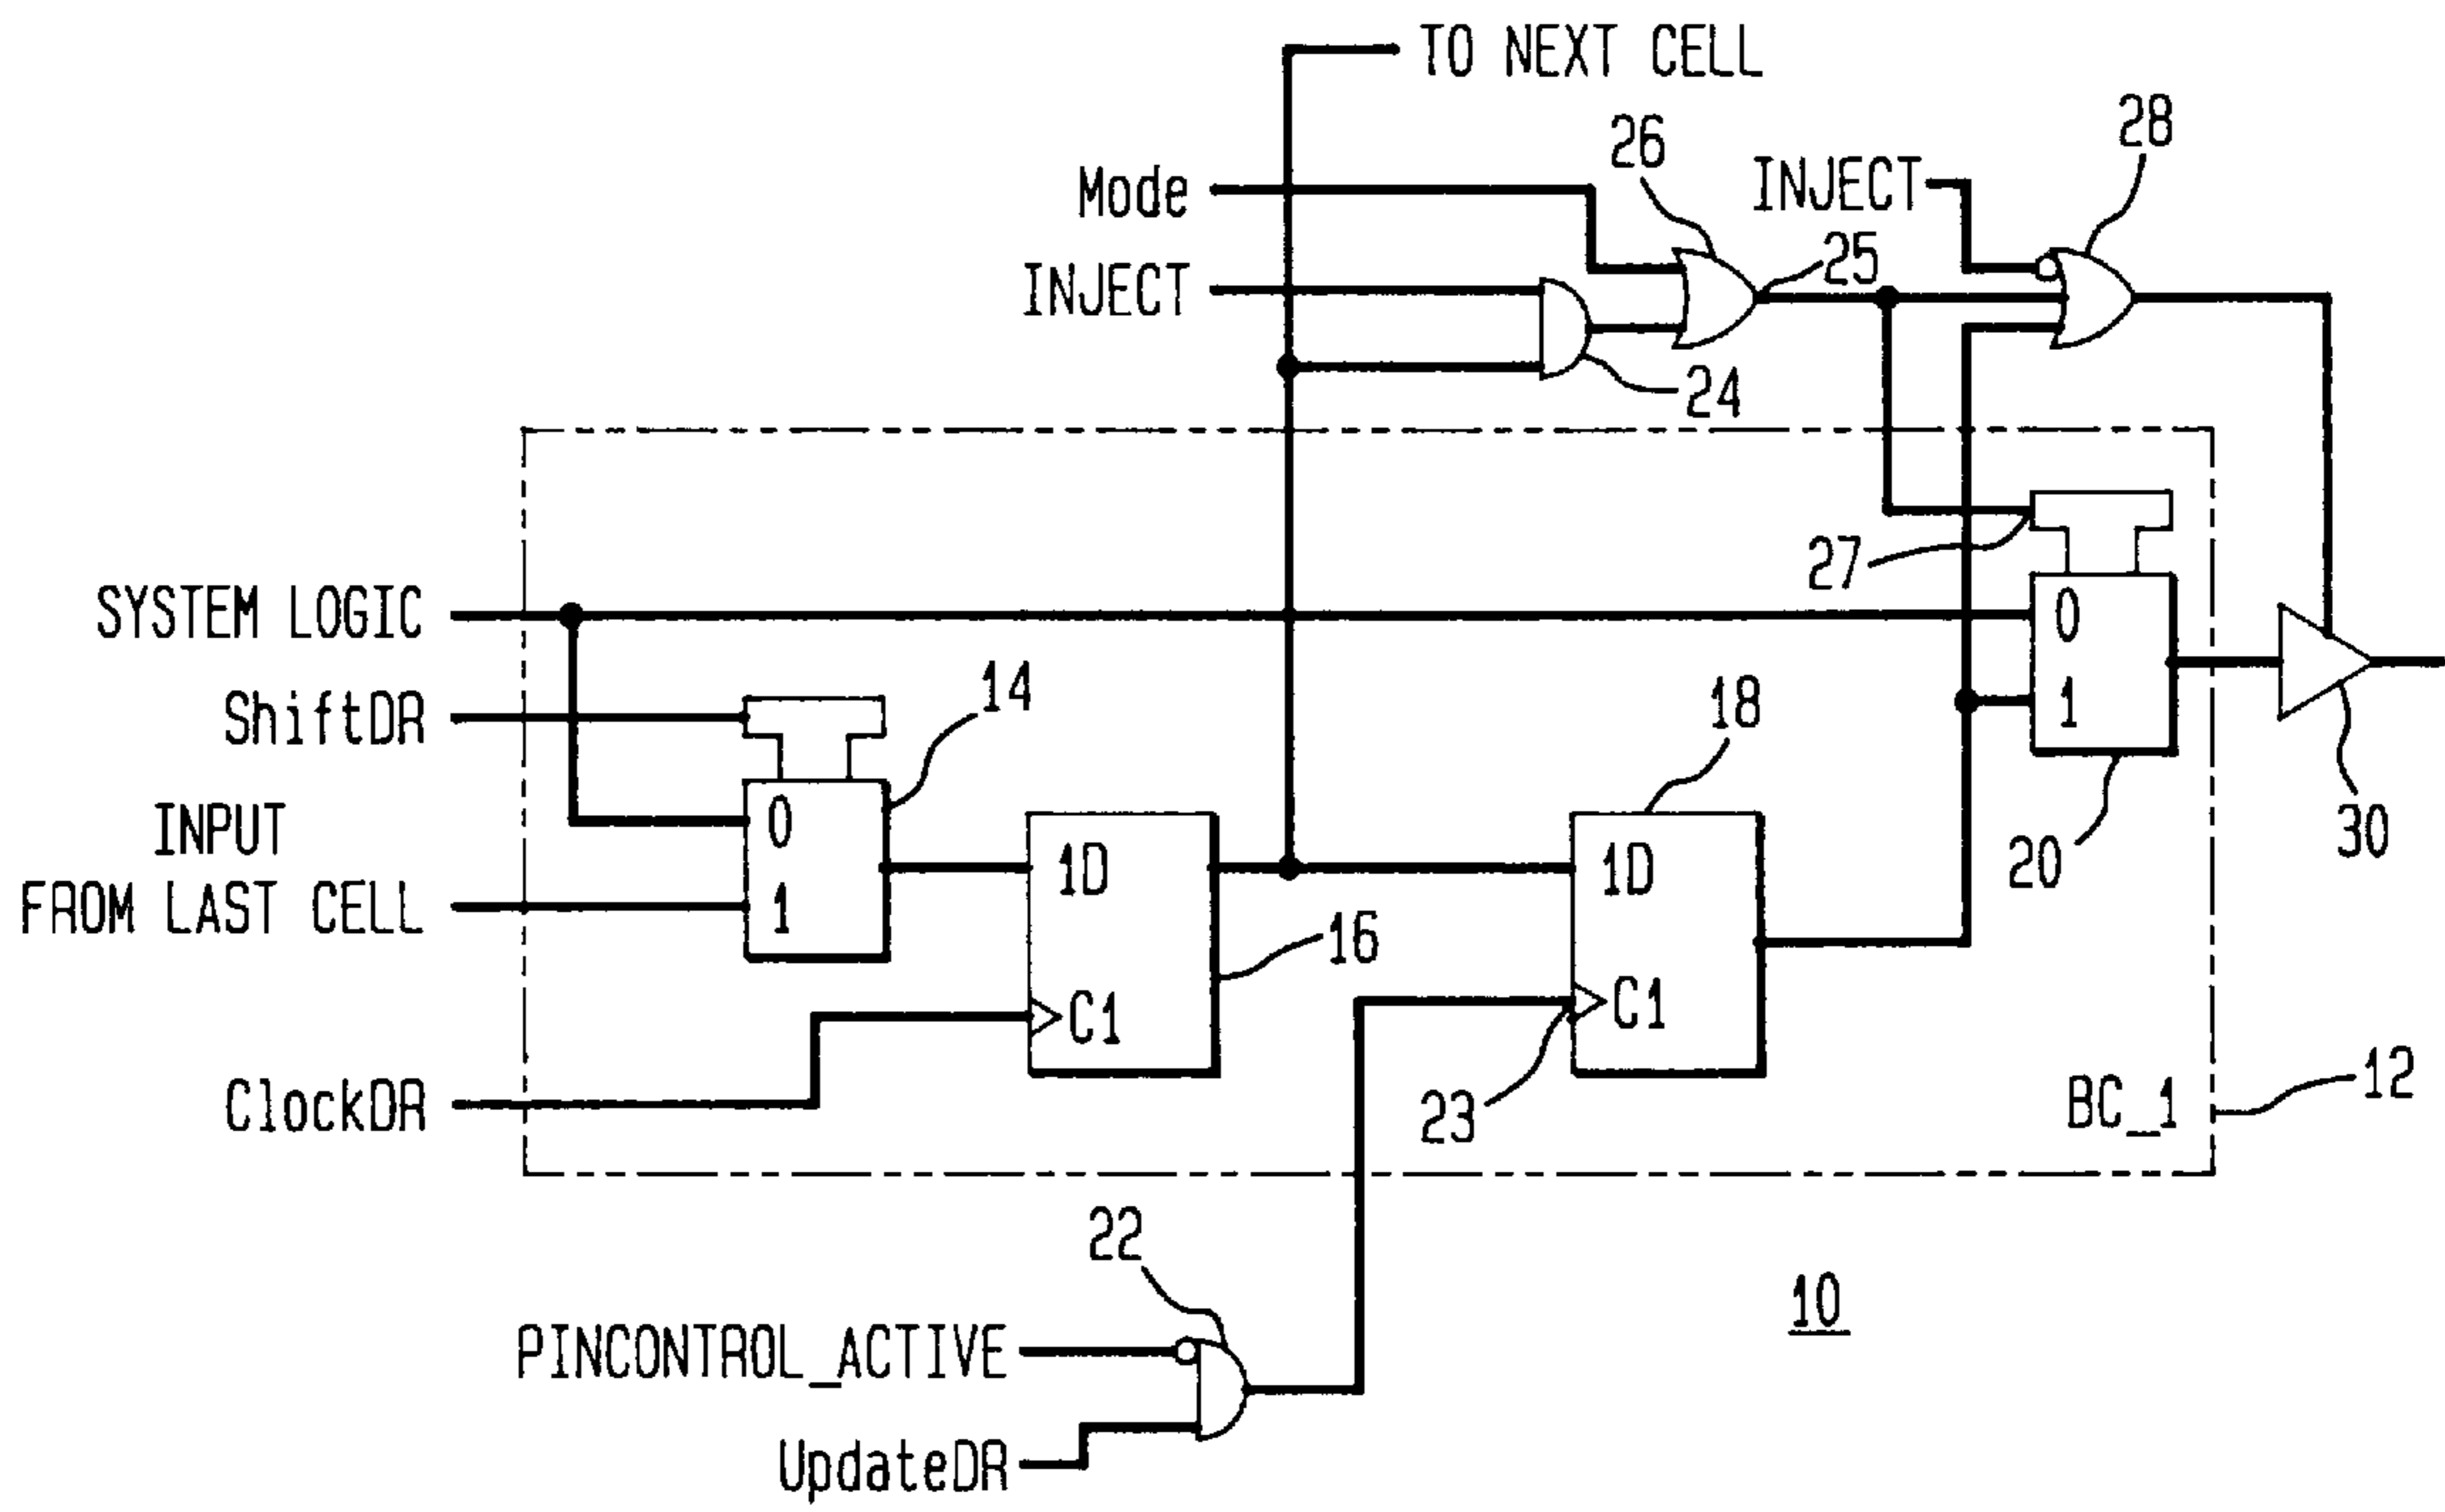 TO NEXT CELL
Mode
INJECT
26
25
INJECT
28
24
27
SYSTEM LOGIC
ShiftDR
14
0
1
INPUT
FROM LAST CELL
1D
C1
16
18
1D
C1
23
0
1
20
30
ClockDR
BC_1
12
22
PINCONTROL_ACTIVE
UpdateDR
10